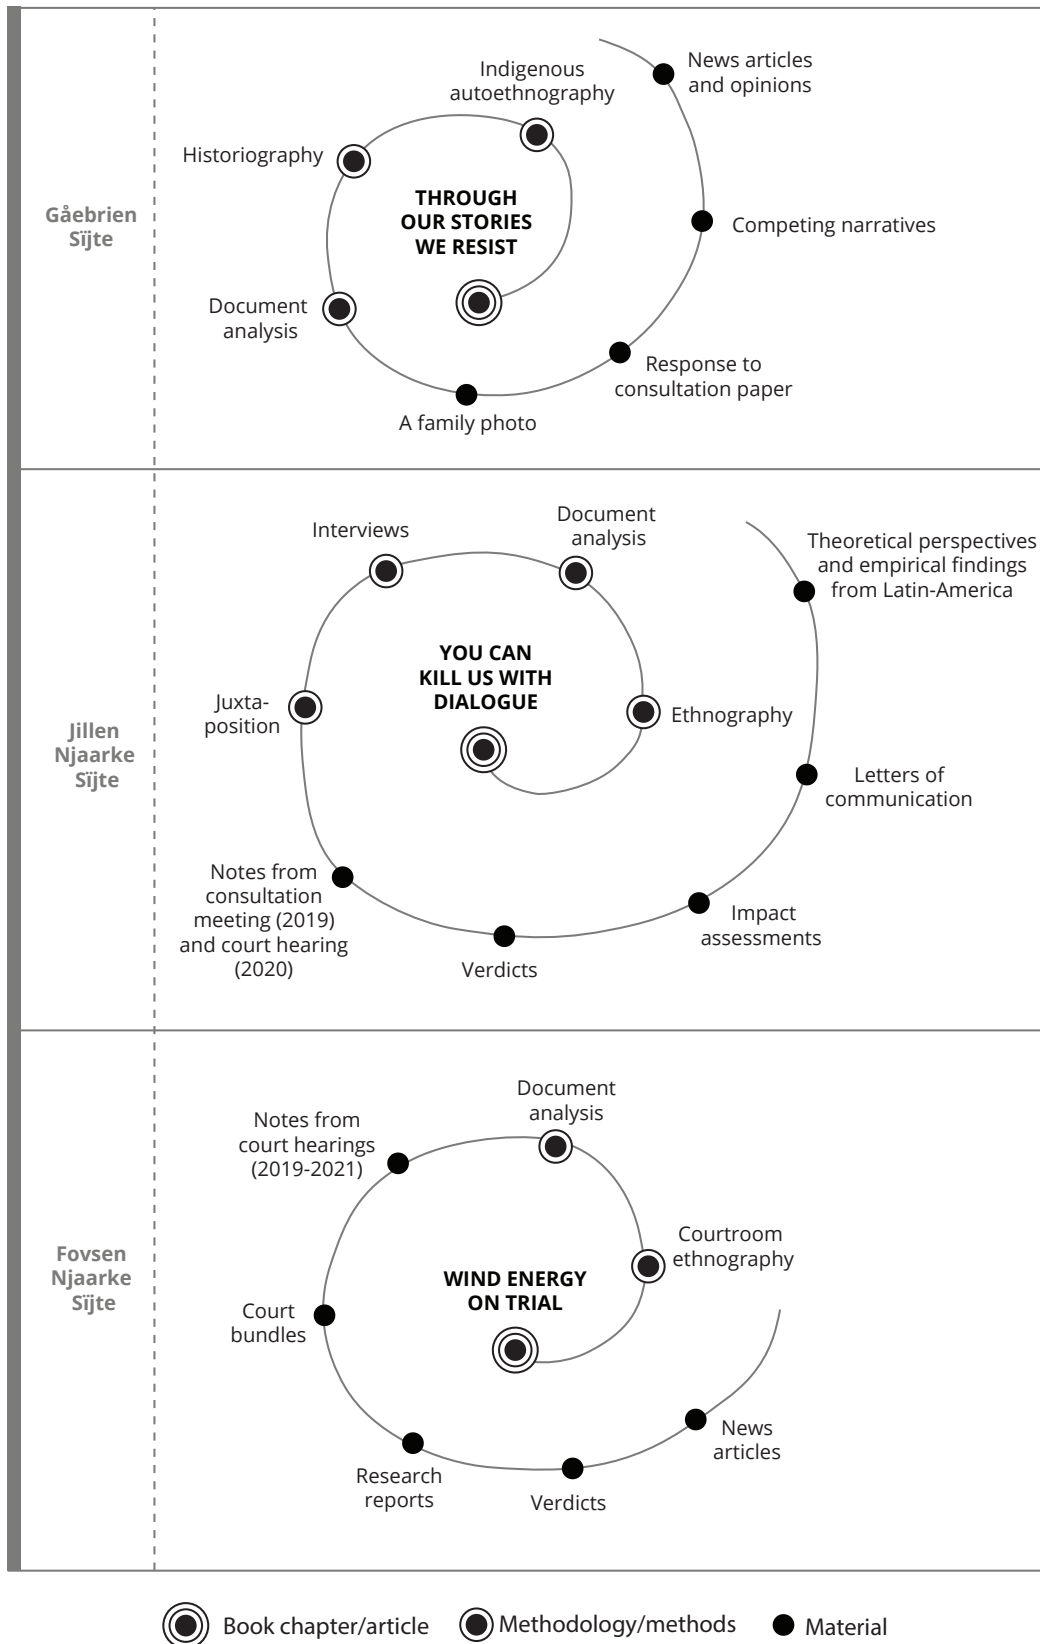 Gåebrien
Sïjte
Indigenous
autoethnography
News articles
and opinions
Historiography
THROUGH
OUR STORIES
WE RESIST
Competing narratives
Document
analysis
Response to
consultation paper
A family photo
Jillen
Njaarke
Sïjte
Interviews
Document
analysis
Theoretical perspectives
and empirical findings
from Latin-America
YOU CAN
KILL US WITH
DIALOGUE
Juxta-
position
Ethnography
Letters of
communication
Notes from
consultation
meeting (2019)
and court hearing
(2020)
Impact
assessments
Verdicts
Fovsen
Njaarke
Sïjte
Document
analysis
Notes from
court hearings
(2019-2021)
Courtroom
ethnography
WIND ENERGY
ON TRIAL
Court
bundles
News
articles
Research
reports
Verdicts
Book chapter/article
Methodology/methods
Material